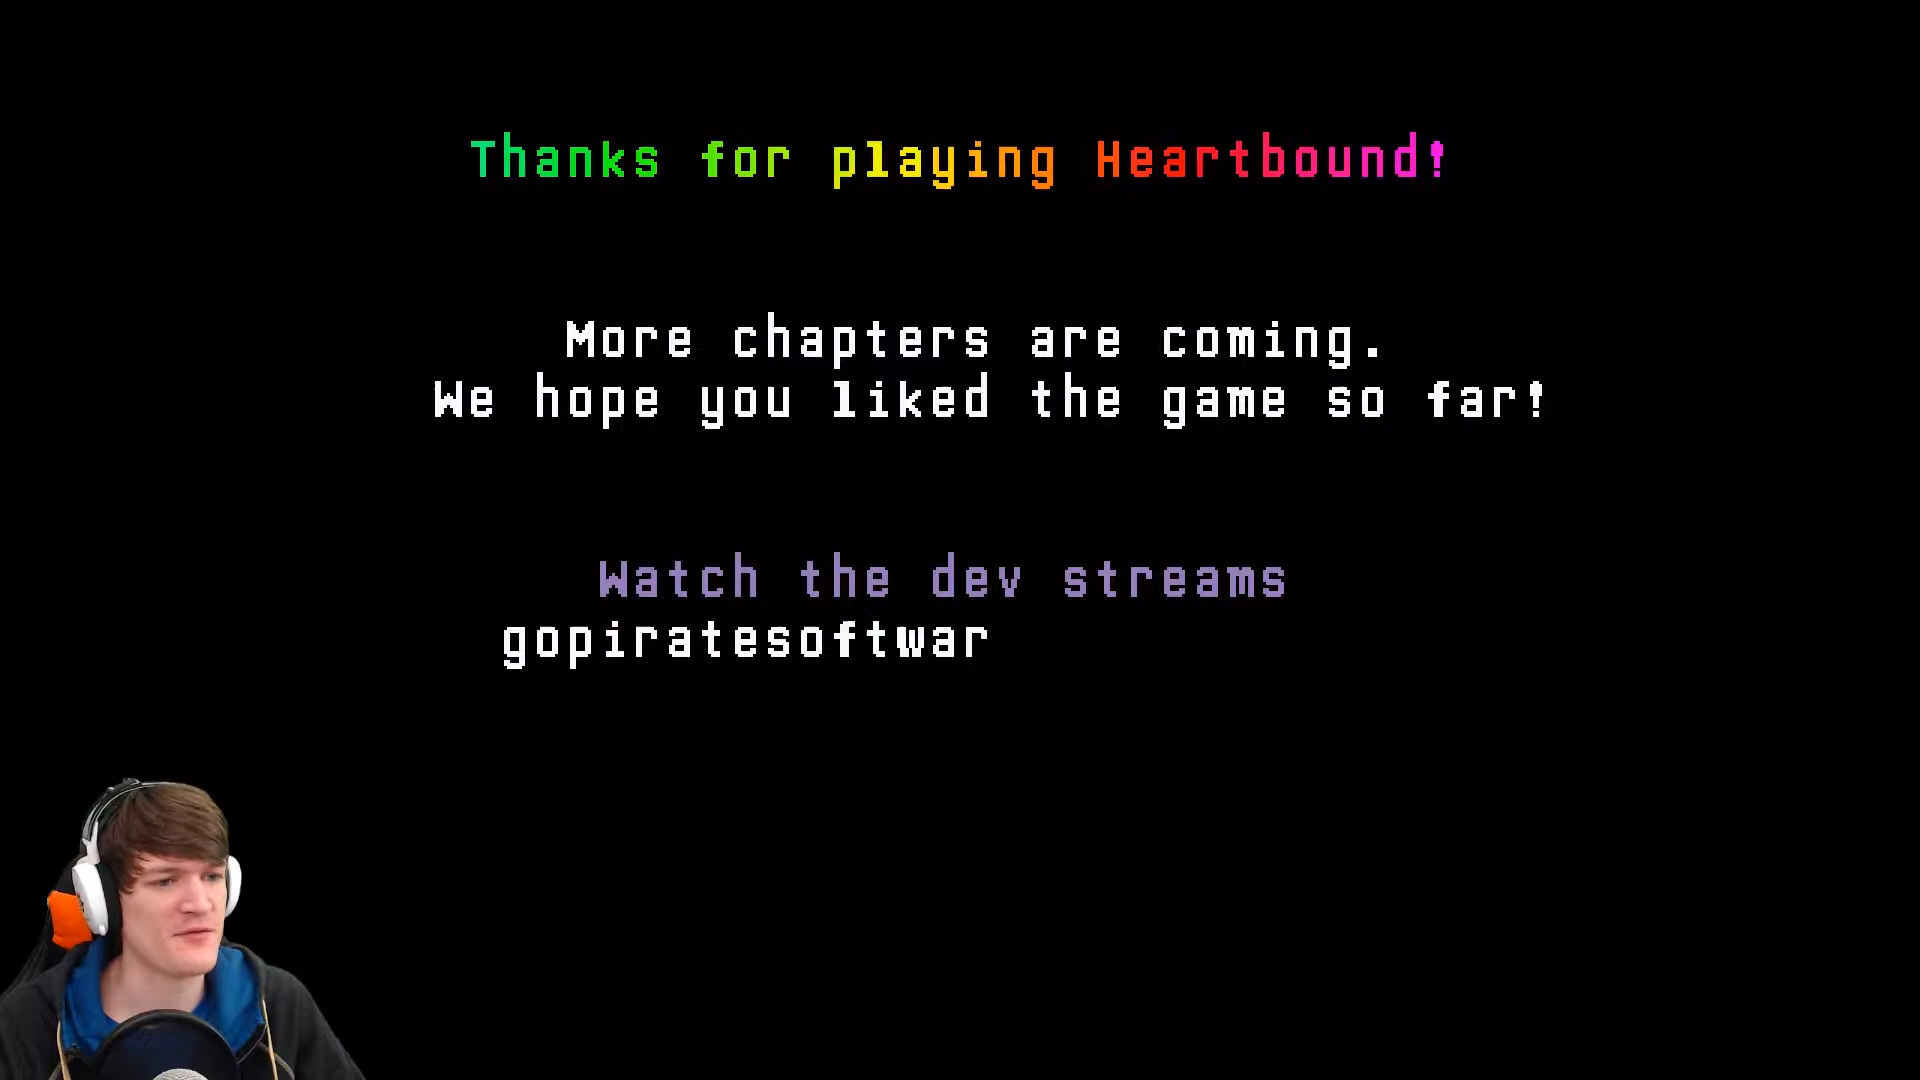 Thanks for playing Heartbound!
More chapters are coming.
We hope you liked the game so far!
Watch the dev streams
gopiratesoftwar